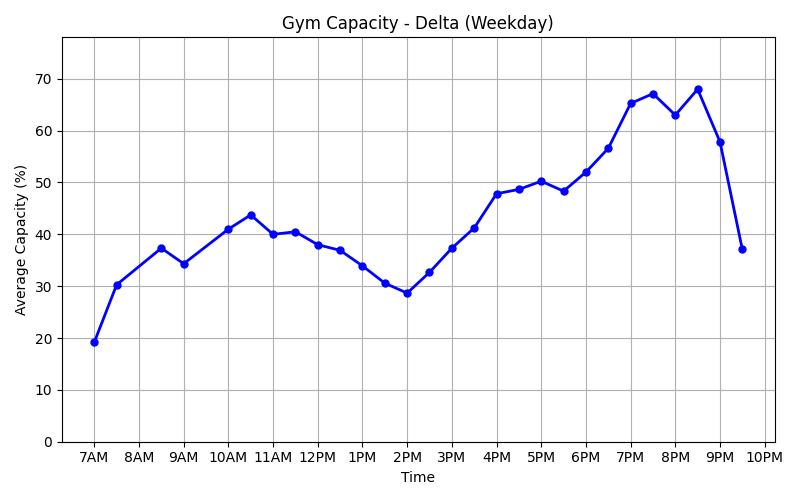 Gym Capacity - Delta (Weekday)
Average Capacity (%)
70
60
50
40
30
20
10
0
7AM 8AM 9AM 10AM 11AM 12PM 1PM 2PM 3PM 4PM 5PM 6PM 7PM 8PM 9PM 10PM
Time